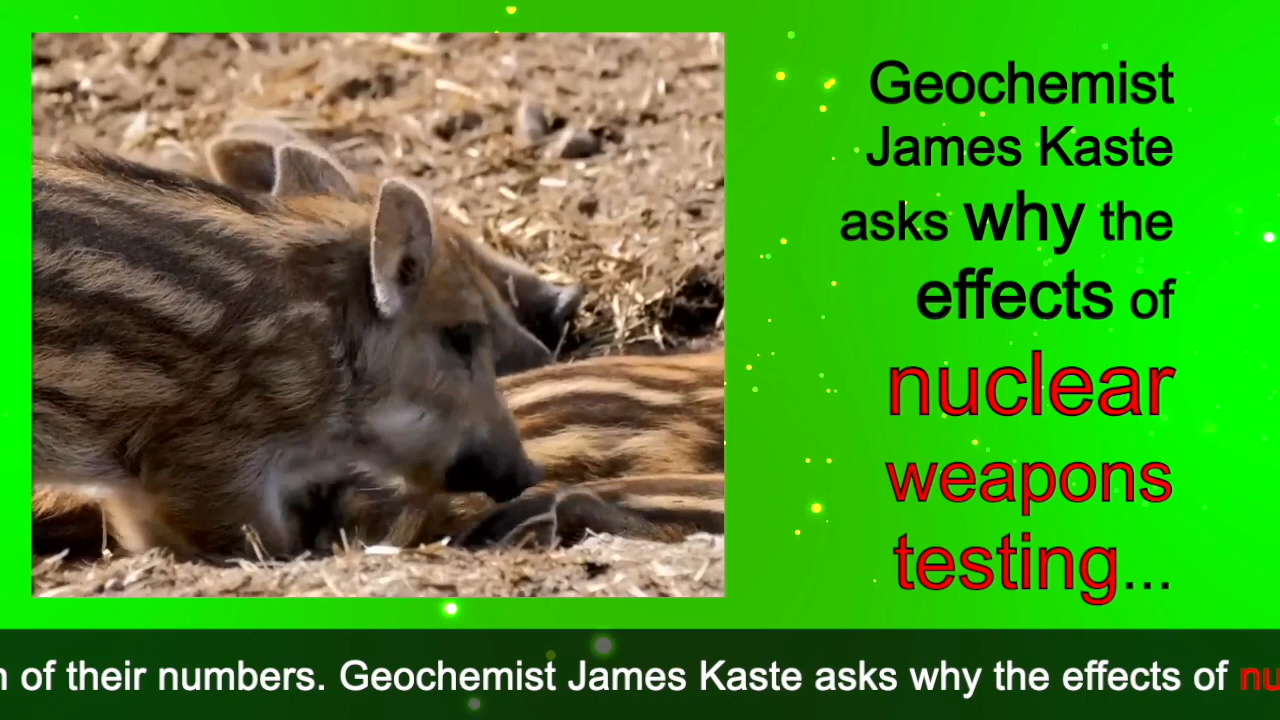 Geochemist
James Kaste
asks why the
effects of
nuclear
weapons
testing...
of their numbers. Geochemist James Kaste asks why the effects of